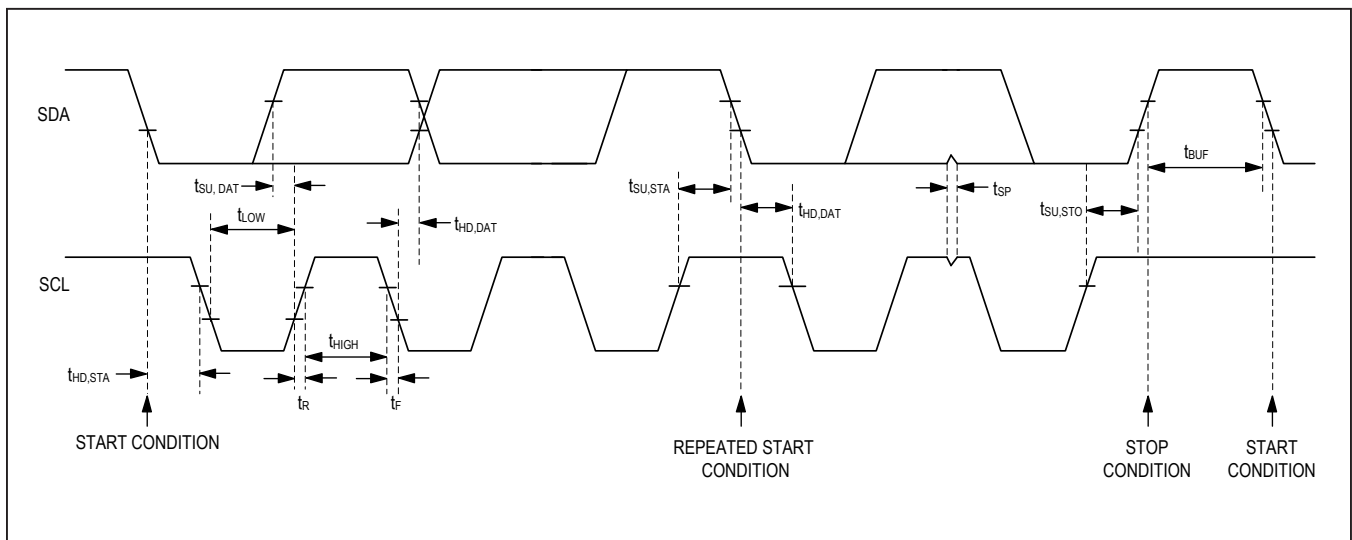 SDA
tSU, DAT
tLOW
tHD,DAT
tSU,STA
tHD,DAT
tSP
tSU,STO
tBUF
SCL
tHD,STA
tHIGH
tR
tF
START CONDITION
REPEATED START
CONDITION
STOP
CONDITION
START
CONDITION